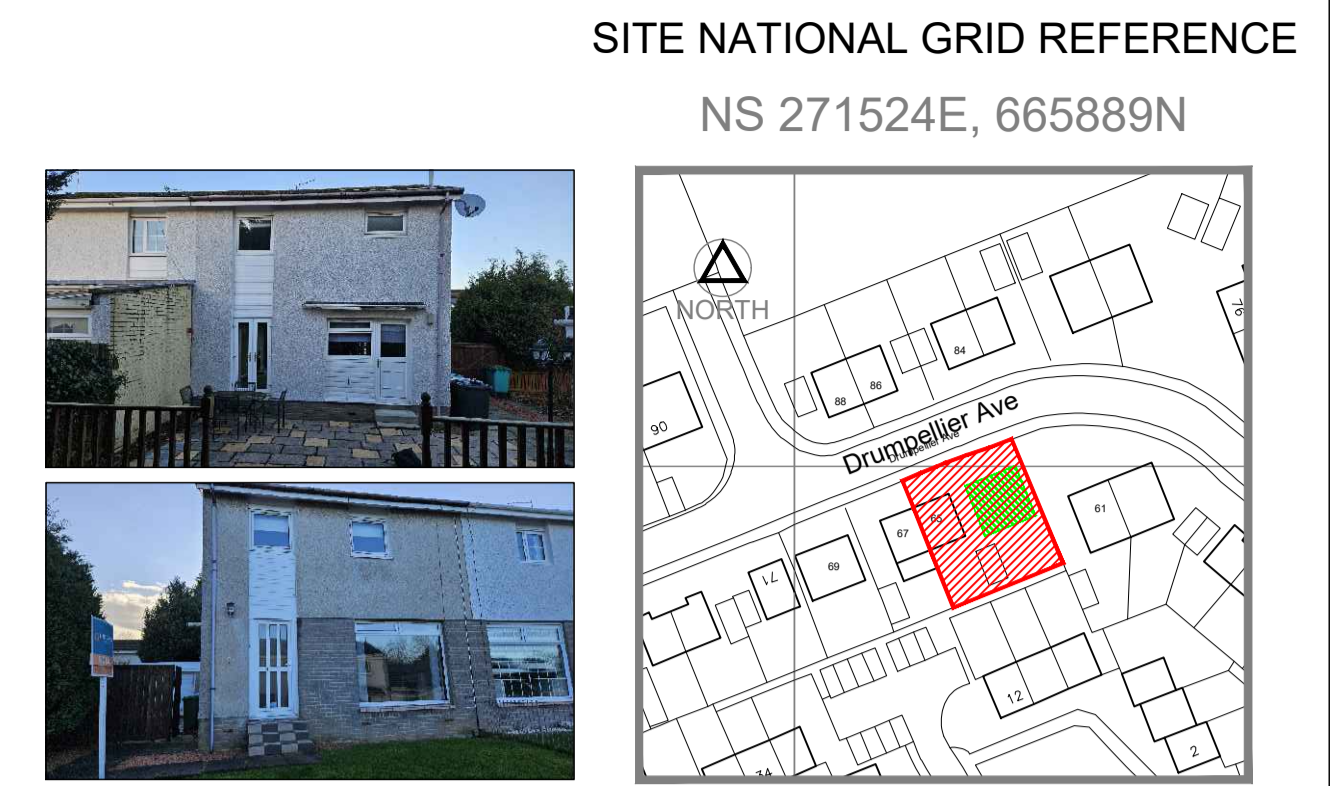 SITE NATIONAL GRID REFERENCE
NS 271524E, 665889N
NORTH
76
84
86
88
90
Drumpellier Ave
Drumpellier Ave
65
67
61
69
71
12
2
34